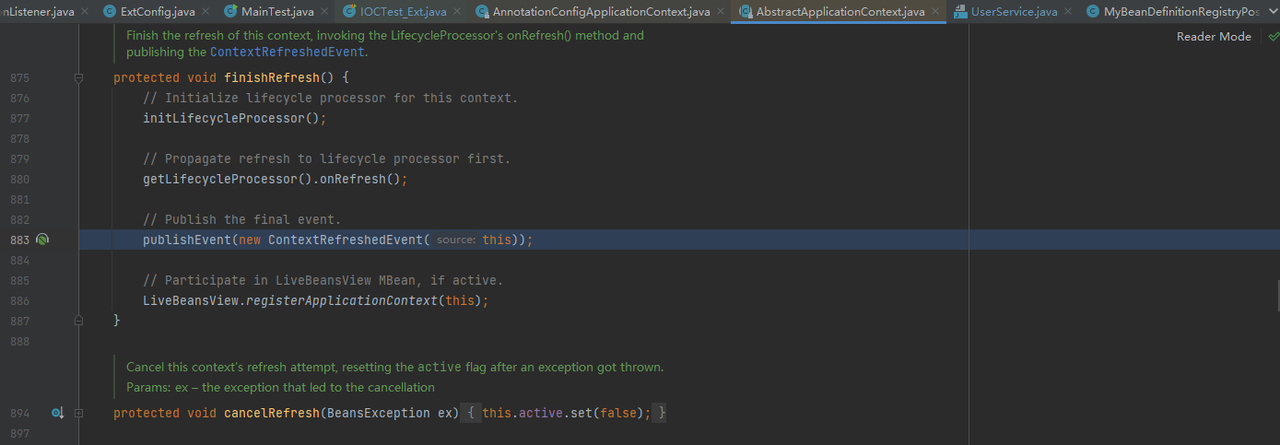 nListener.java ExtConfig.java MainTest.java IOCTest_Ext.java AnnotationConfigApplicationContext.java AbstractApplicationContext.java UserService.java MyBeanDefinitionRegistryPos
Finish the refresh of this context, invoking the LifecycleProcessor's onRefresh() method and
publishing the ContextRefreshedEvent.
Reader Mode
875 protected void finishRefresh() {
876 // Initialize lifecycle processor for this context.
877 initLifecycleProcessor();
878
879 // Propagate refresh to lifecycle processor first.
880 getLifecycleProcessor().onRefresh();
881
882 // Publish the final event.
883 publishEvent(new ContextRefreshedEvent( source: this));
884
885 // Participate in LiveBeansView MBean, if active.
886 LiveBeansView.registerApplicationContext(this);
887 }
888
Cancel this context's refresh attempt, resetting the active flag after an exception got thrown.
Params: ex – the exception that led to the cancellation
894 protected void cancelRefresh(BeansException ex) { this.active.set(false); }
897